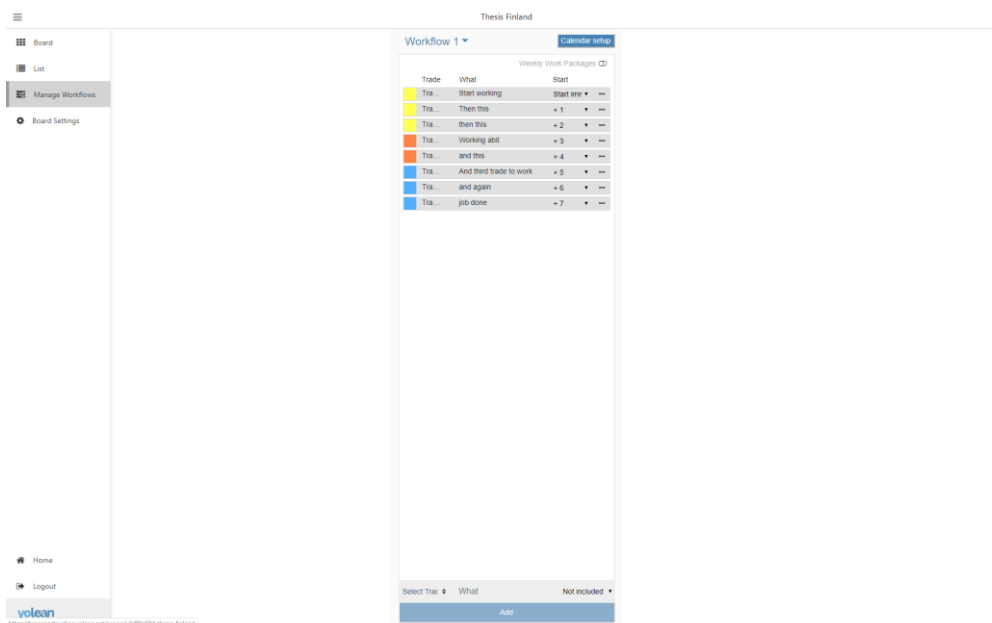 Thesis Finland
Board
List
Manage Workflows
Board Settings
Home
Logout
volean
Workflow 1
Calendar setup
Weekly Work Packages
Trade What Start
Tra... Start working Start imr
Tra... Then this + 1
Tra... then this + 2
Tra... Working abit + 3
Tra... and this + 4
Tra... And third trade to work + 5
Tra... and again + 6
Tra... job done + 7
Select Trac What Not included
Add